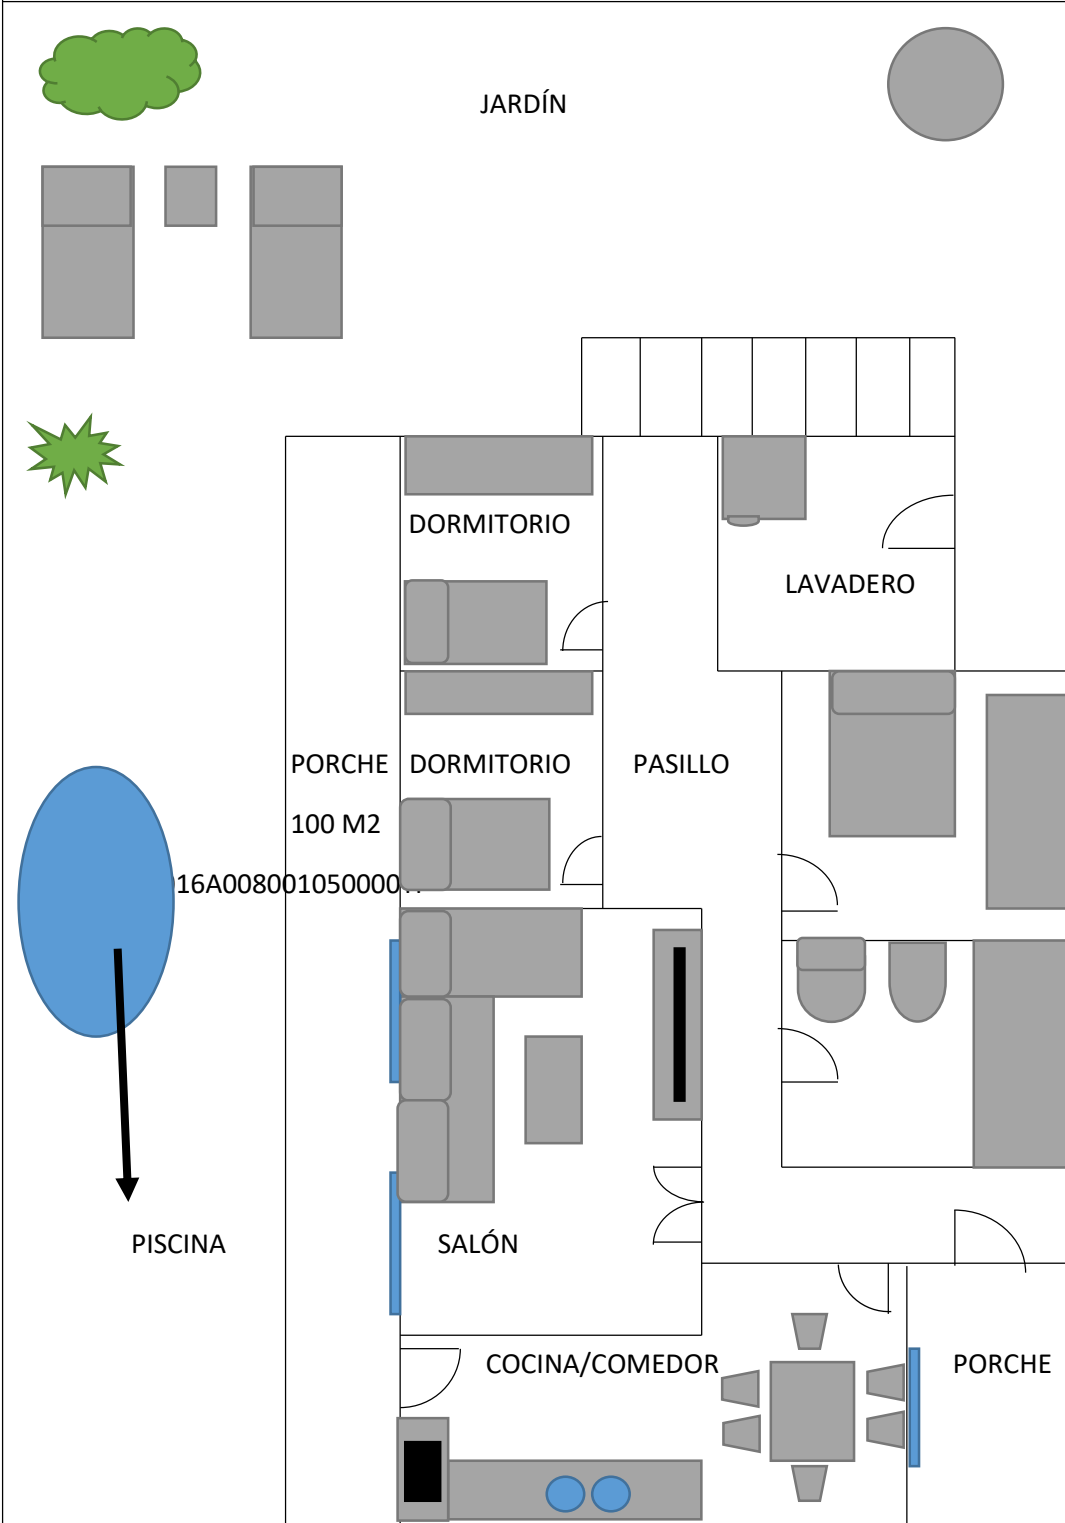 JARDÍN
DORMITORIO
LAVADERO
PORCHE DORMITORIO PASILLO
100 M2
16A008001050000
PISCINA SALÓN
COCINA/COMEDOR PORCHE